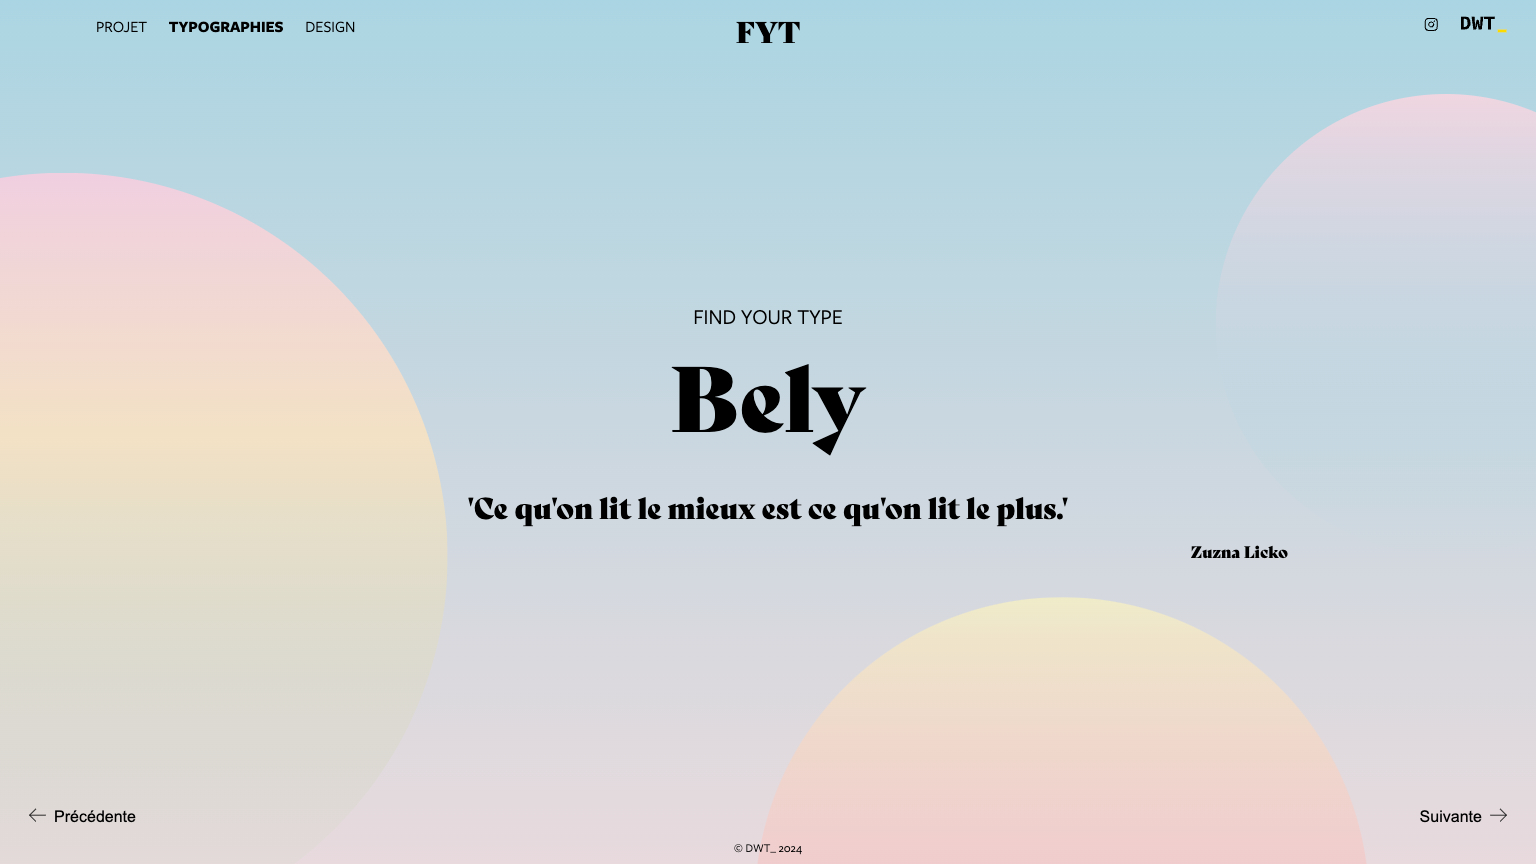 PROJET TYPOGRAPHIES DESIGN FYT DWT_
FIND YOUR TYPE
Bely
'Ce qu'on lit le mieux est ce qu'on lit le plus.'
Zuzna Licko
Précédente Suivante
© DWT_ 2024